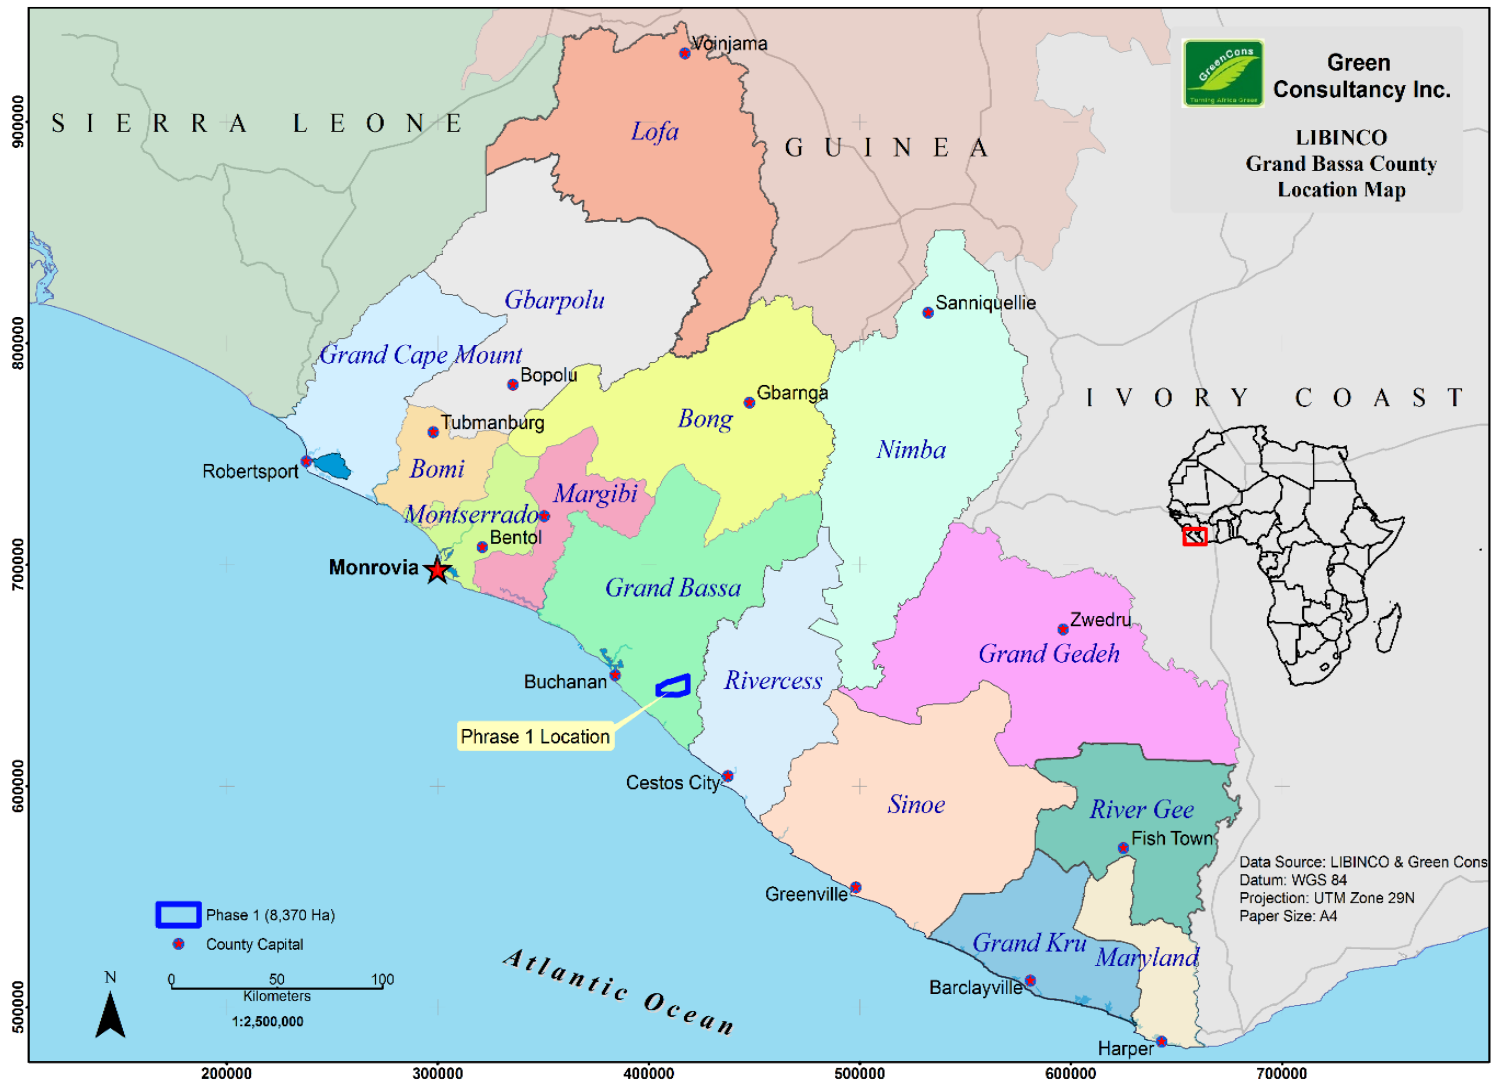 GreenCons
Turning Africa Green
Green
Consultancy Inc.
LIBINCO
Grand Bassa County
Location Map
SIERRA LEONE
GUINEA
IVORY COAST
Voinjama
Lofa
Gbarpolu
Sanniquellie
Grand Cape Mount
Bopolu
Gbarnga
Tubmanburg
Bong
Nimba
Robertsport
Bomi
Margibi
Montserrado
Bentol
Monrovia
Grand Bassa
Zwedru
Grand Gedeh
Buchanan
Rivercess
Phrase 1 Location
Cestos City
Sinoe
River Gee
Fish Town
Greenville
Grand Kru
Maryland
Barclayville
Harper
Atlantic Ocean
Data Source: LIBINCO & Green Cons
Datum: WGS 84
Projection: UTM Zone 29N
Paper Size: A4
Phase 1 (8,370 Ha)
County Capital
N
0 50 100
Kilometers
1:2,500,000
900000
800000
700000
600000
500000
200000 300000 400000 500000 600000 700000